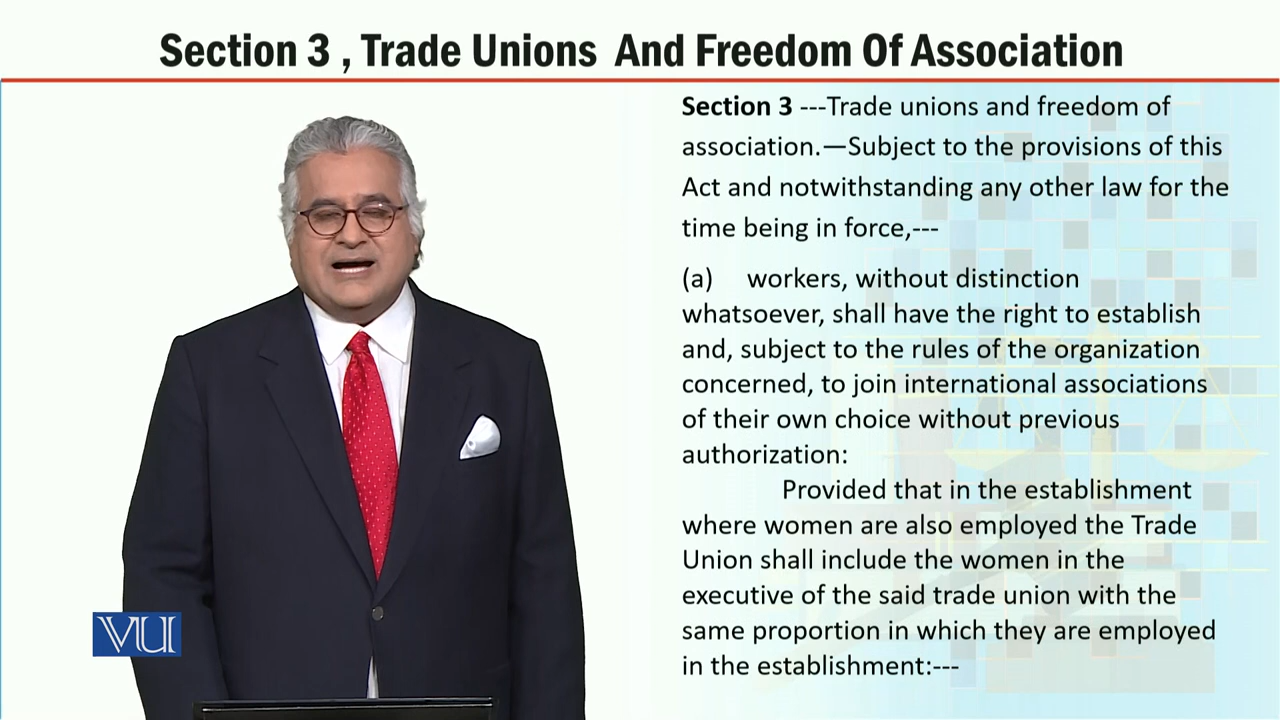 Section 3 , Trade Unions And Freedom Of Association
Section 3 ---Trade unions and freedom of
association.—Subject to the provisions of this
Act and notwithstanding any other law for the
time being in force,---
(a) workers, without distinction
whatsoever, shall have the right to establish
and, subject to the rules of the organization
concerned, to join international associations
of their own choice without previous
authorization:
Provided that in the establishment
where women are also employed the Trade
Union shall include the women in the
executive of the said trade union with the
same proportion in which they are employed
in the establishment:---
VU